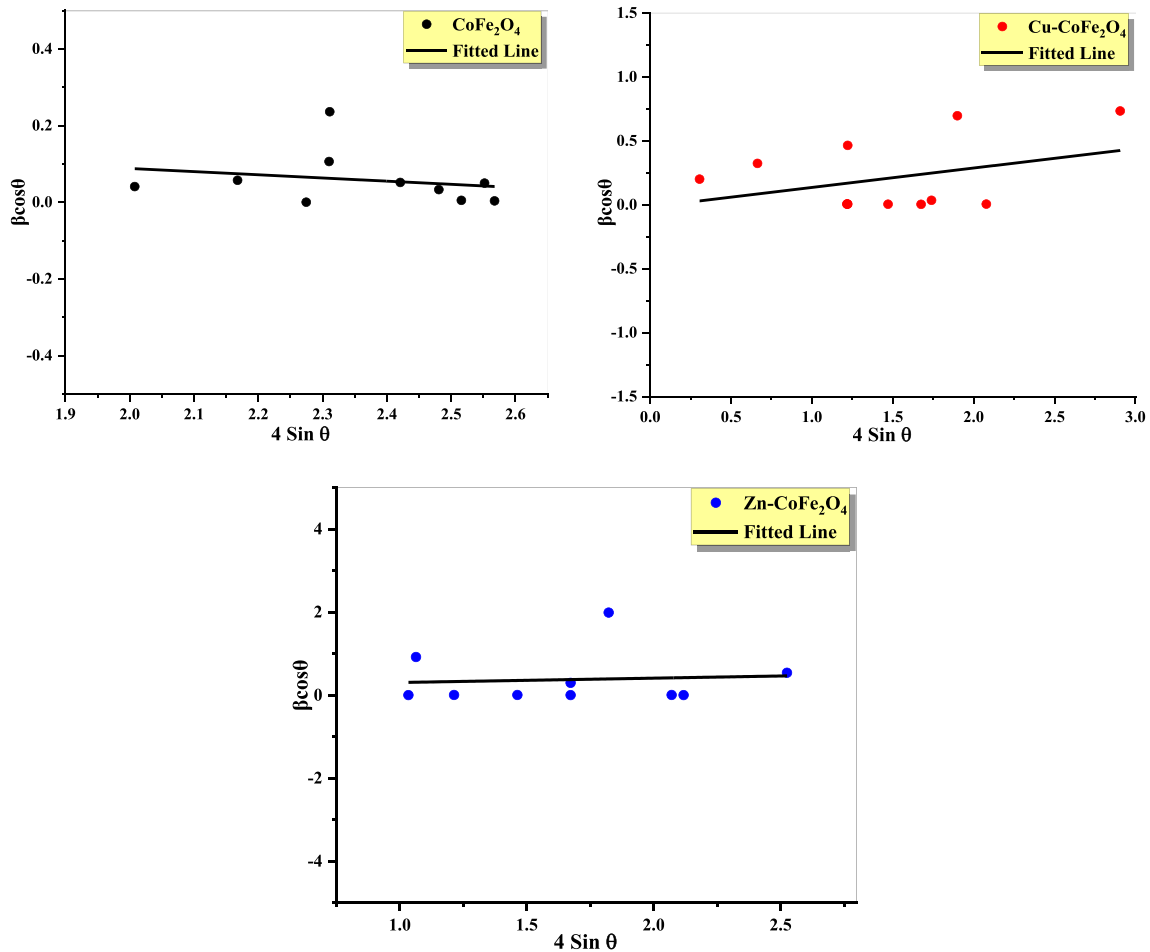 CoFe₂O₄
Fitted Line
0.4
0.2
0.0
-0.2
-0.4
βcosθ
1.9 2.0 2.1 2.2 2.3 2.4 2.5 2.6
4 Sin θ
Cu-CoFe₂O₄
Fitted Line
1.5
1.0
0.5
0.0
-0.5
-1.0
-1.5
βcosθ
0.0 0.5 1.0 1.5 2.0 2.5 3.0
4 Sin θ
Zn-CoFe₂O₄
Fitted Line
4
2
0
-2
-4
βcosθ
1.0 1.5 2.0 2.5
4 Sin θ